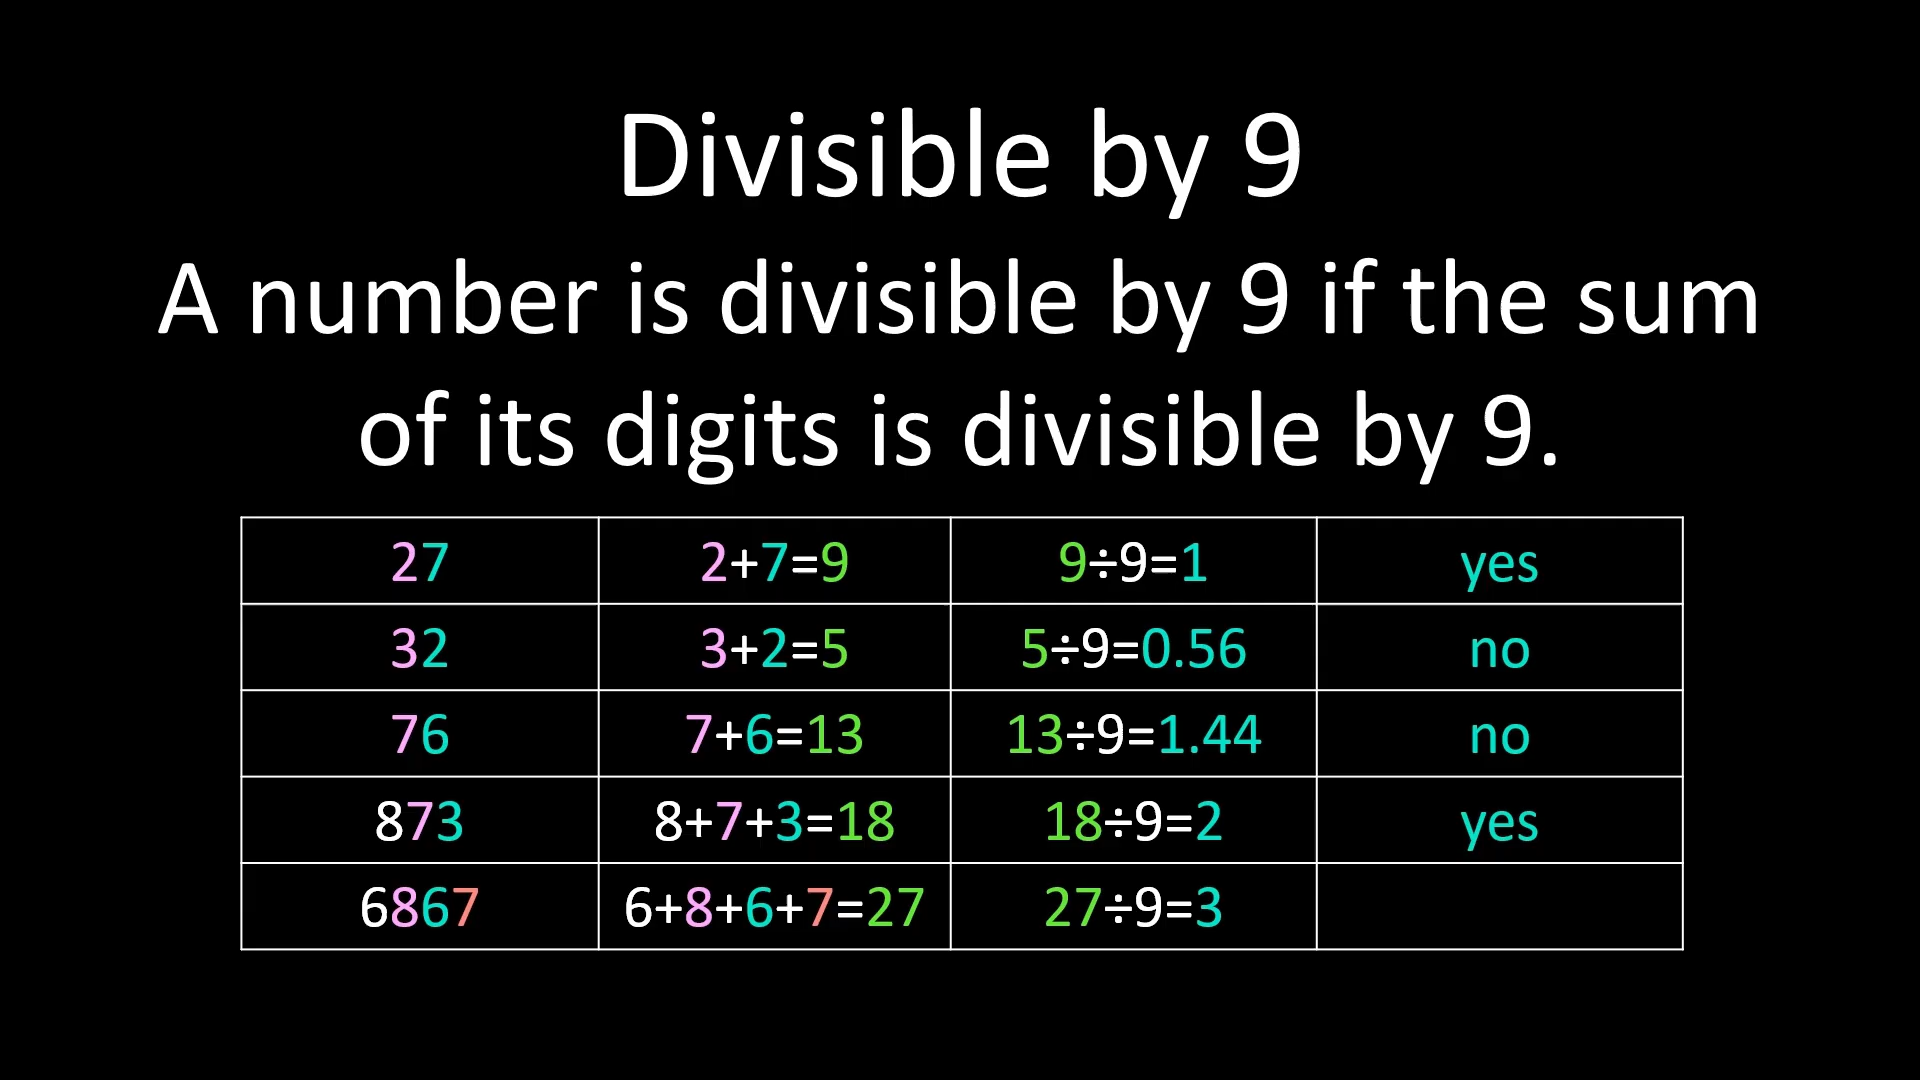 Divisible by 9
A number is divisible by 9 if the sum
of its digits is divisible by 9.
27 2+7=9 9÷9=1 yes
32 3+2=5 5÷9=0.56 no
76 7+6=13 13÷9=1.44 no
873 8+7+3=18 18÷9=2 yes
6867 6+8+6+7=27 27÷9=3